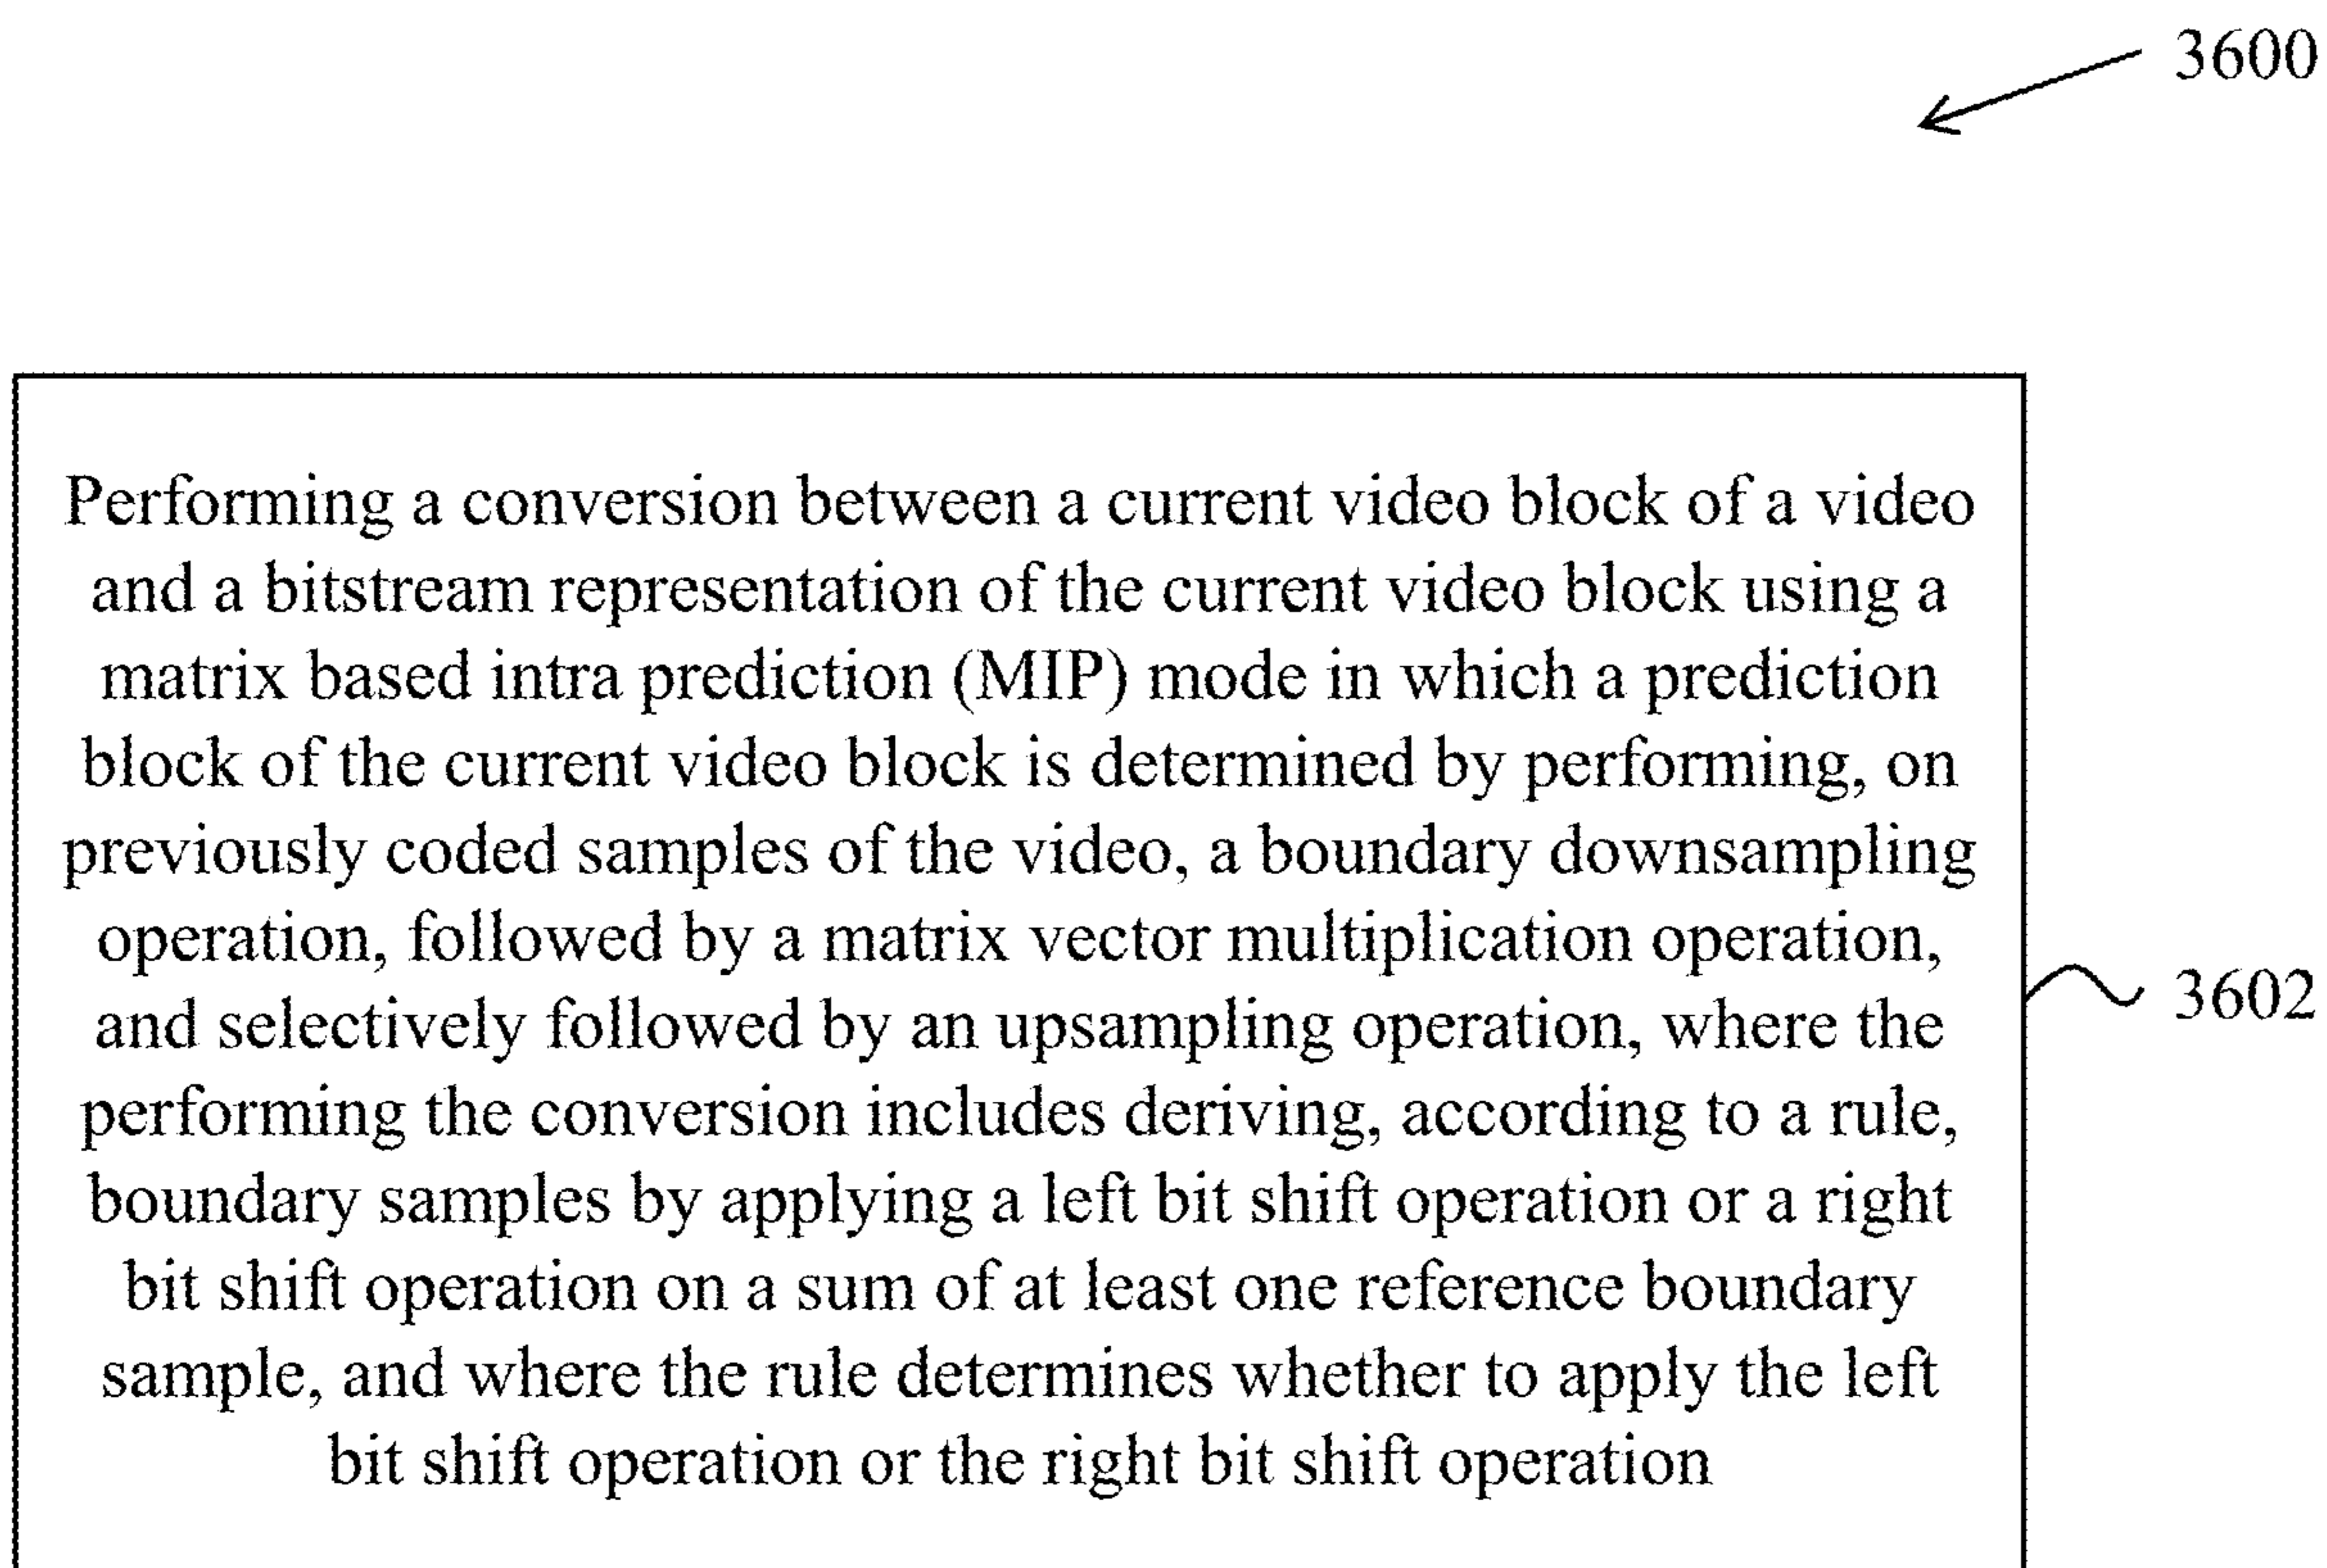 3600
Performing a conversion between a current video block of a video
and a bitstream representation of the current video block using a
matrix based intra prediction (MIP) mode in which a prediction
block of the current video block is determined by performing, on
previously coded samples of the video, a boundary downsampling
operation, followed by a matrix vector multiplication operation,
and selectively followed by an upsampling operation, where the
3602
performing the conversion includes deriving, according to a rule,
boundary samples by applying a left bit shift operation or a right
bit shift operation on a sum of at least one reference boundary
sample, and where the rule determines whether to apply the left
bit shift operation or the right bit shift operation